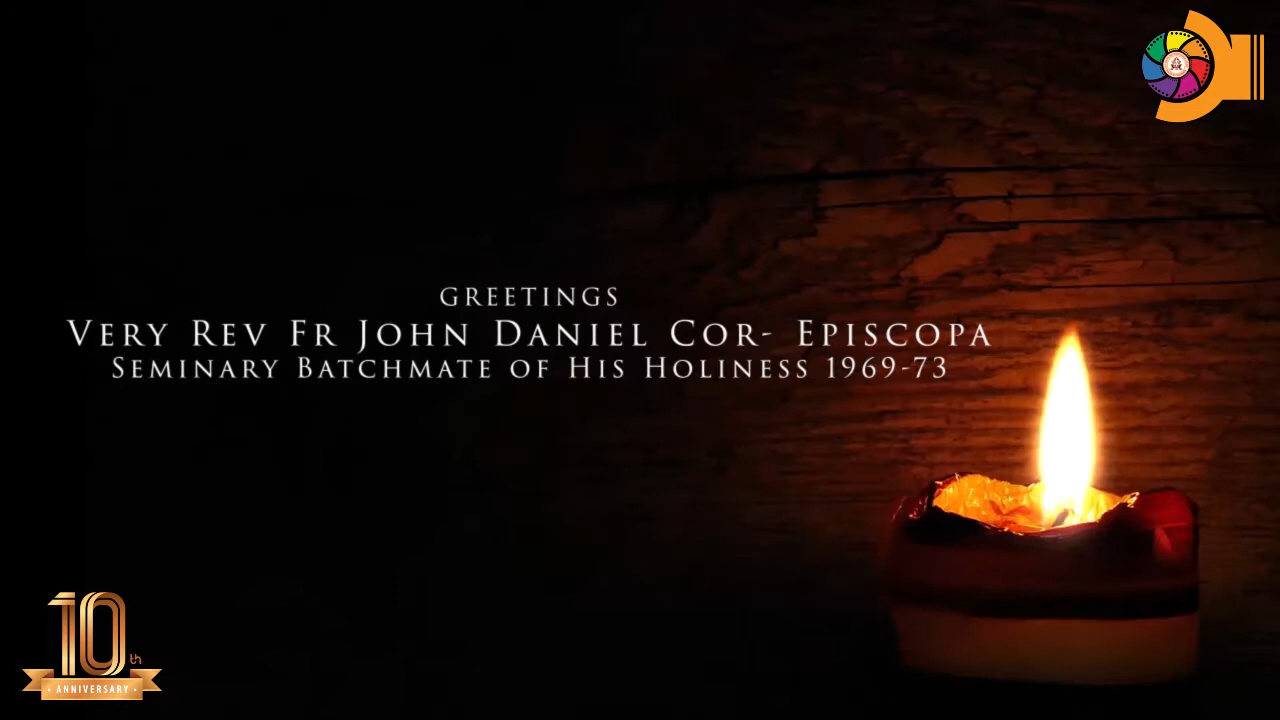 GREETINGS
VERY REV FR JOHN DANIEL COR- EPISCOPA
SEMINARY BATCHMATE OF HIS HOLINESS 1969-73
10th
· ANNIVERSARY ·